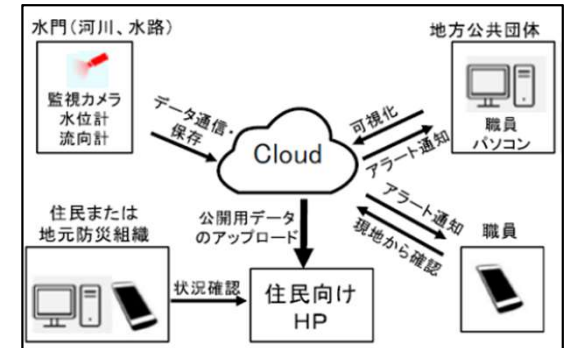 水門(河川、水路)
監視カメラ
水位計
流向計
データ通信・
保存
Cloud
地方公共団体
可視化
アラート通知
職員
パソコン
公開用データ
のアップロード
アラート通知
現地から確認
職員
住民または
地元防災組織
状況確認
住民向け
HP